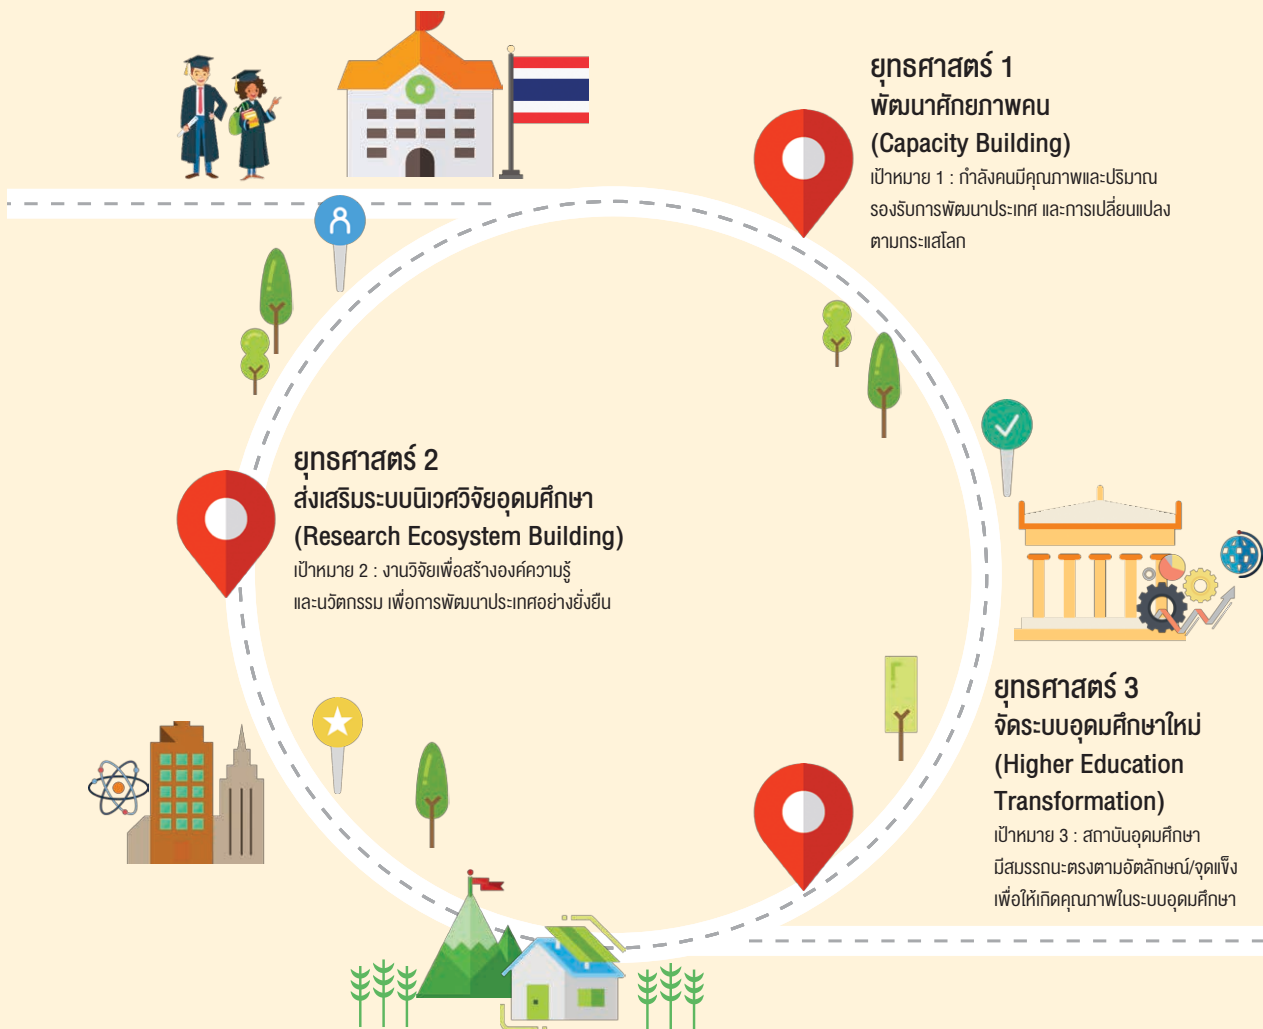 ยุทธศาสตร์ 1
พัฒนาศักยภาพคน
(Capacity Building)
เป้าหมาย 1 : กำลังคนมีคุณภาพและปริมาณ
รองรับการพัฒนาประเทศ และการเปลี่ยนแปลง
ตามกระแสโลก
ยุทธศาสตร์ 2
ส่งเสริมระบบนิเวศวิจัยอุดมศึกษา
(Research Ecosystem Building)
เป้าหมาย 2 : งานวิจัยเพื่อสร้างองค์ความรู้
และนวัตกรรม เพื่อการพัฒนาประเทศอย่างยั่งยืน
ยุทธศาสตร์ 3
จัดระบบอุดมศึกษาใหม่
(Higher Education
Transformation)
เป้าหมาย 3 : สถาบันอุดมศึกษา
มีสมรรถนะตรงตามอัตลักษณ์/จุดแข็ง
เพื่อให้เกิดคุณภาพในระบบอุดมศึกษา